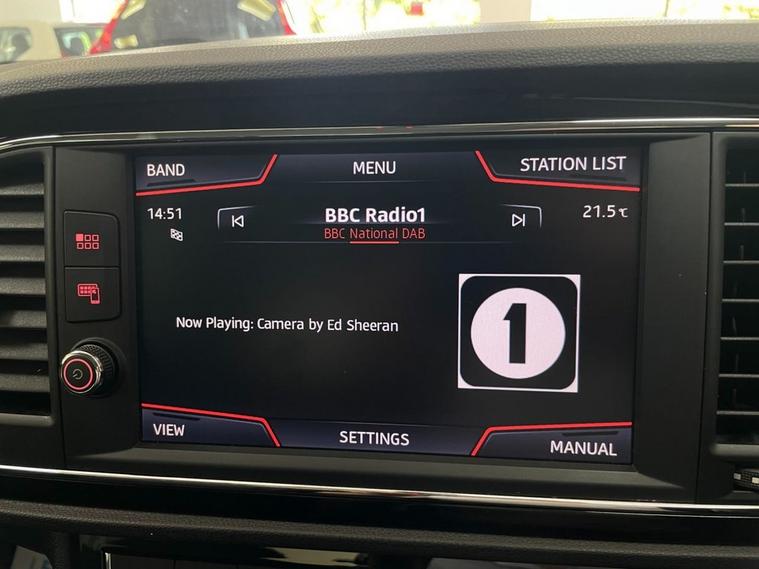 BAND
MENU
STATION LIST
14:51
BBC Radio1
21.5℃
BBC National DAB
Now Playing: Camera by Ed Sheeran
1
VIEW
SETTINGS
MANUAL